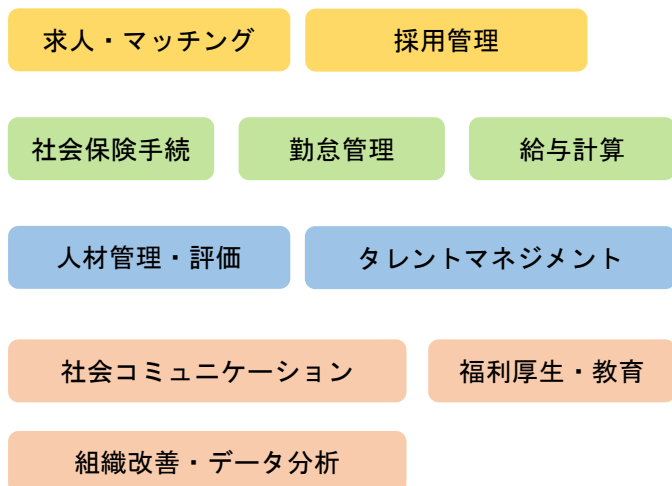 求人・マッチング
採用管理
社会保険手続
勤怠管理
給与計算
人材管理・評価
タレントマネジメント
社会コミュニケーション
福利厚生・教育
組織改善・データ分析